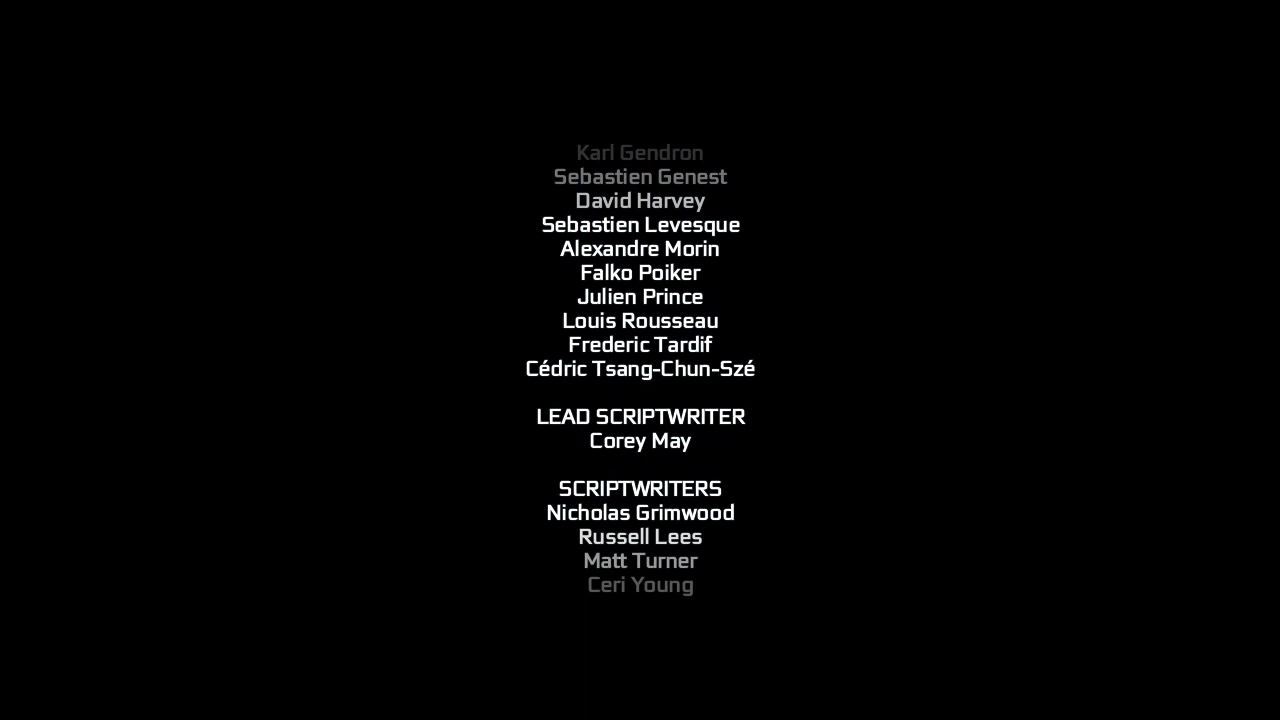 Karl Gendron
Sebastien Genest
David Harvey
Sebastien Levesque
Alexandre Morin
Falko Poiker
Julien Prince
Louis Rousseau
Frederic Tardif
Cédric Tsang-Chun-Szé
LEAD SCRIPTWRITER
Corey May
SCRIPTWRITERS
Nicholas Grimwood
Russell Lees
Matt Turner
Ceri Young